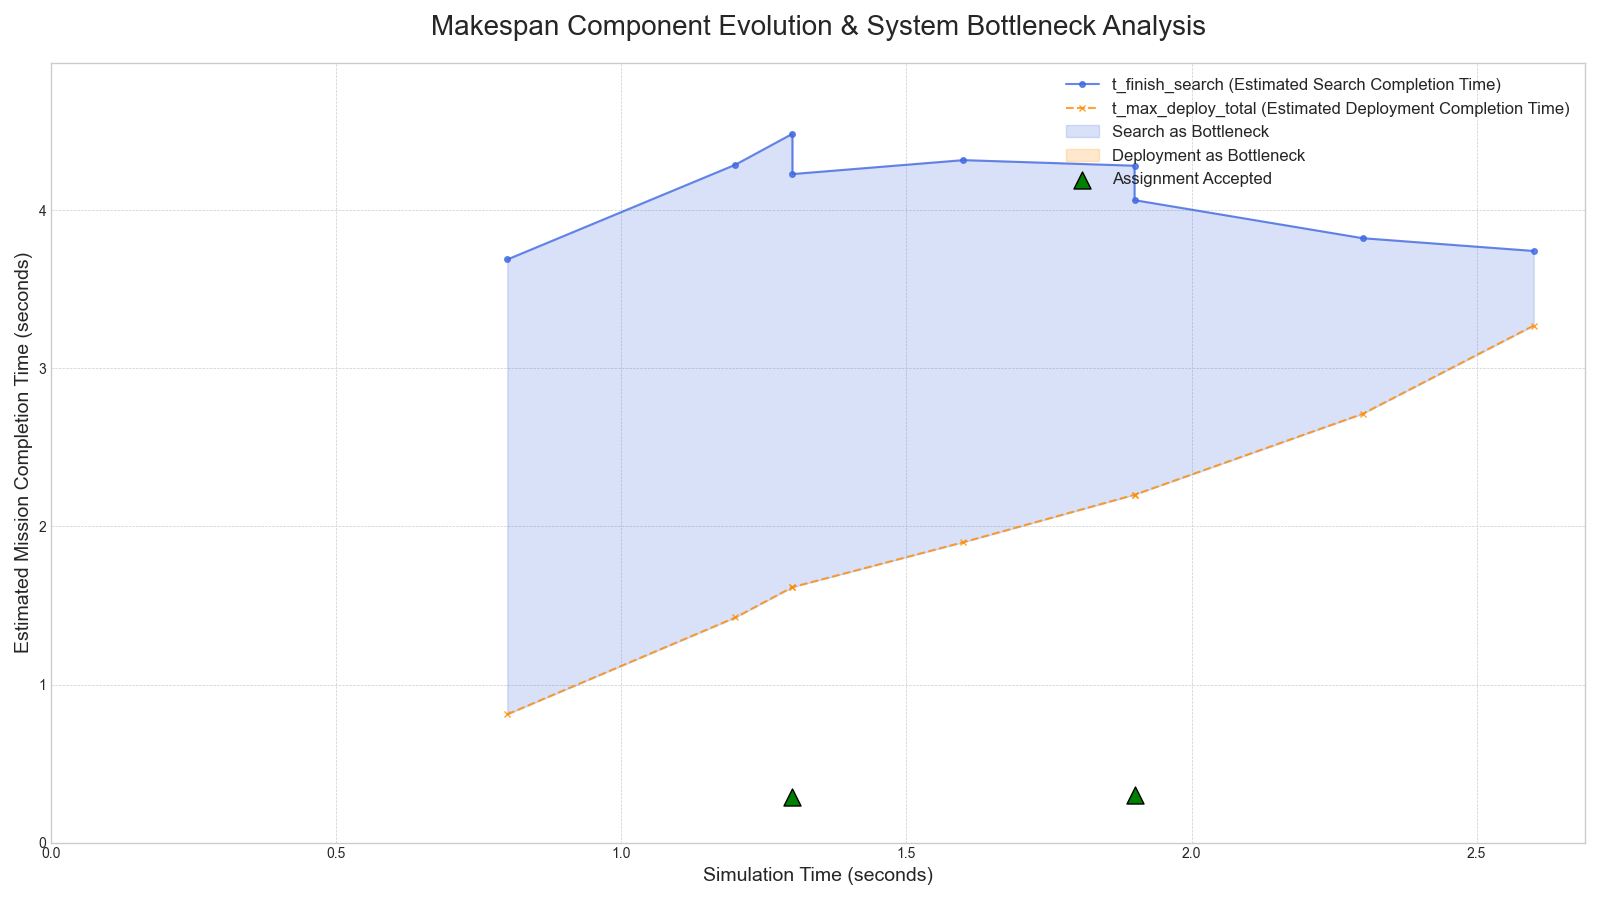 Makespan Component Evolution & System Bottleneck Analysis
t_finish_search (Estimated Search Completion Time)
t_max_deploy_total (Estimated Deployment Completion Time)
Search as Bottleneck
Deployment as Bottleneck
Assignment Accepted
Estimated Mission Completion Time (seconds)
4
3
2
1
0
0.0 0.5 1.0 1.5 2.0 2.5
Simulation Time (seconds)